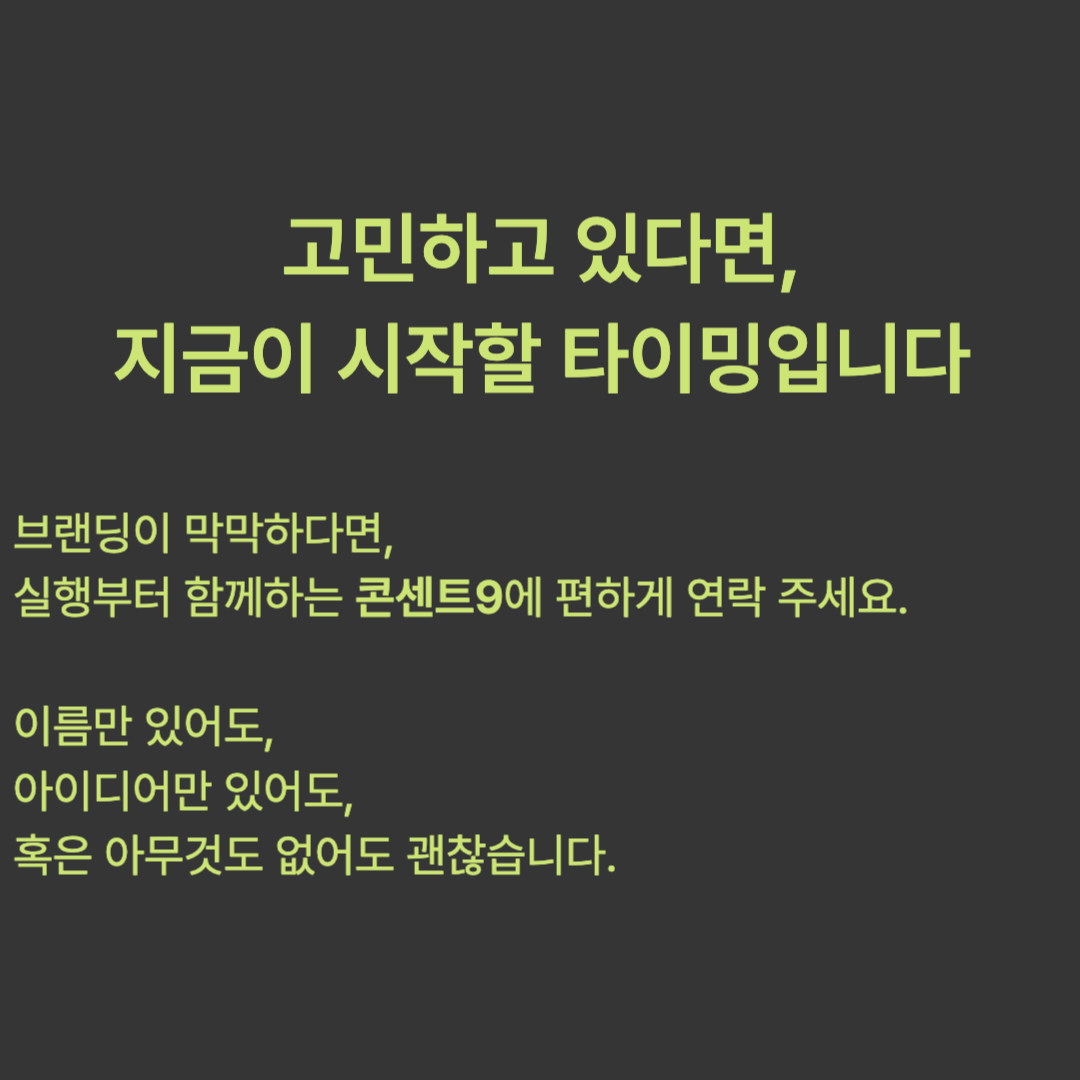 고민하고 있다면,
지금이 시작할 타이밍입니다
브랜딩이 막막하다면,
실행부터 함께하는 콘센트9에 편하게 연락 주세요.
이름만 있어도,
아이디어만 있어도,
혹은 아무것도 없어도 괜찮습니다.